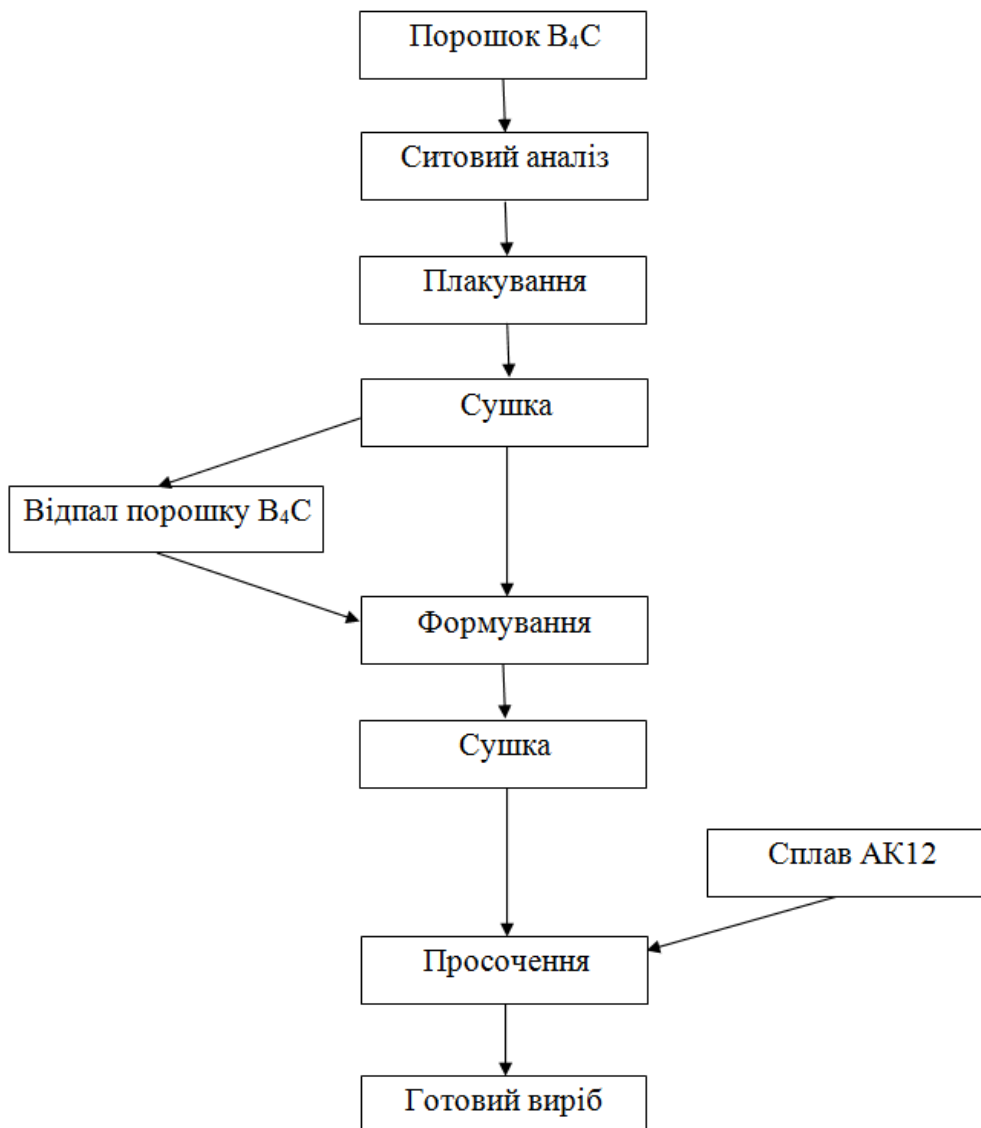 Порошок B₄C
Ситовий аналіз
Плакування
Сушка
Відпал порошку B₄C
Формування
Сушка
Сплав АК12
Просочення
Готовий виріб